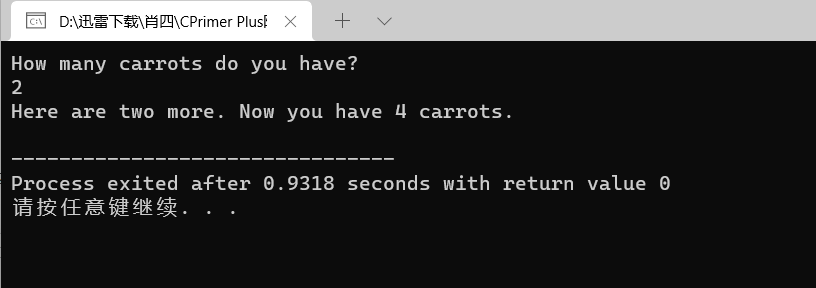 D:\迅雷下载\肖四\CPrimer Plus
How many carrots do you have?
2
Here are two more. Now you have 4 carrots.
--------------------------------
Process exited after 0.9318 seconds with return value 0
请按任意键继续. . .